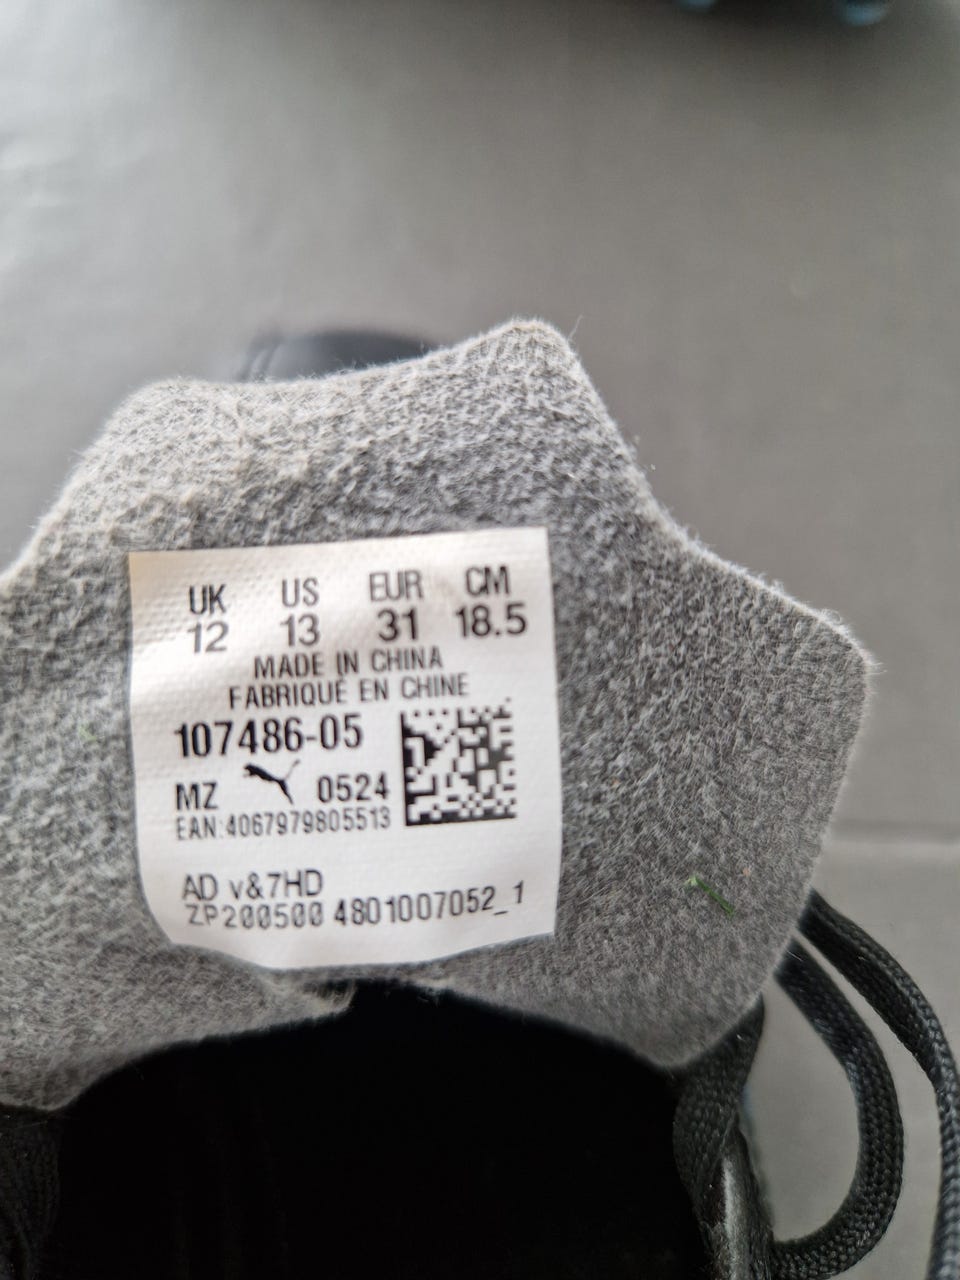 UK US EUR CM
12 13 31 18.5
MADE IN CHINA
FABRIQUÉ EN CHINE
107486-05
MZ 0524
EAN:4067979805513
AD v&7HD
ZP200500 4801007052_1